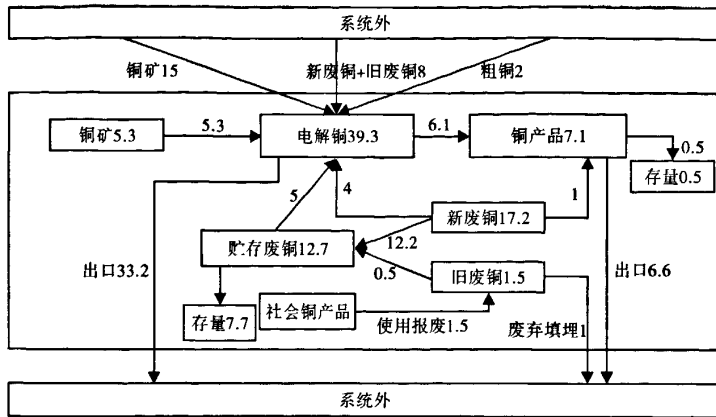 系统外
铜矿15
新废铜+旧废铜8
粗铜2
铜矿5.3
5.3
电解铜39.3
6.1
铜产品7.1
0.5
存量0.5
5
4
新废铜17.2
1
贮存废铜12.7
12.2
0.5
旧废铜1.5
出口33.2
出口6.6
存量7.7
社会铜产品
使用报废1.5
废弃填埋1
系统外